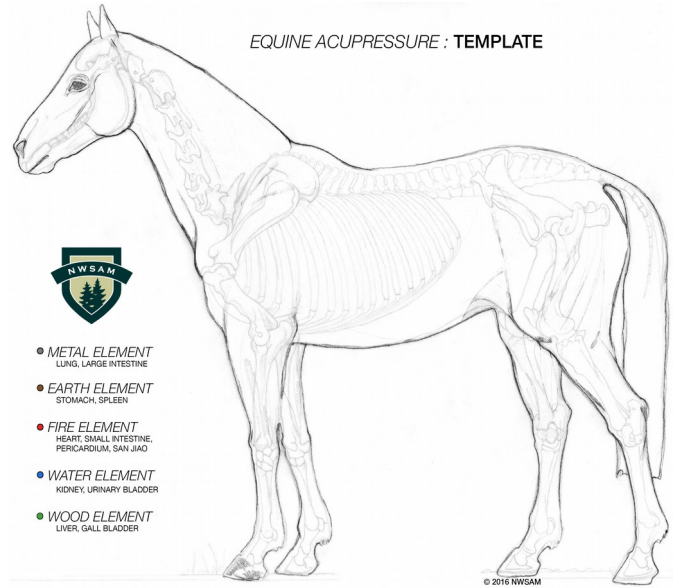 EQUINE ACUPRESSURE : TEMPLATE
NWSAM
METAL ELEMENT
LUNG, LARGE INTESTINE
EARTH ELEMENT
STOMACH, SPLEEN
FIRE ELEMENT
HEART, SMALL INTESTINE,
PERICARDIUM, SAN JIAO
WATER ELEMENT
KIDNEY, URINARY BLADDER
WOOD ELEMENT
LIVER, GALL BLADDER
© 2016 NWSAM